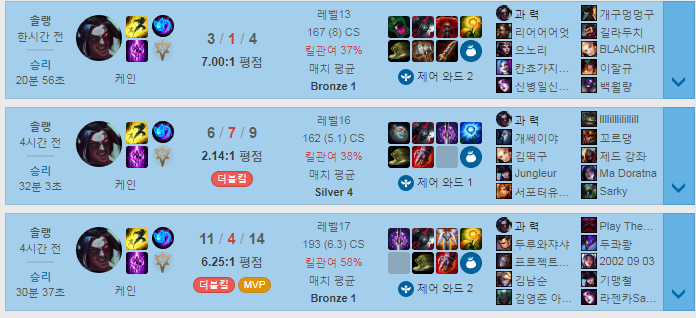 솔랭
한시간 전
승리
20분 56초
케인
3 / 1 / 4
7.00:1 평점
레벨13
167 (8) CS
킬관여 37%
매치 평균
Bronze 1
제어 와드 2
과 력
리어어어엇
으노리
칸쵸가지…
신병일신…
개구멍멍구
길라두치
BLANCHIR
이잘규
백월량
솔랭
4시간 전
승리
32분 3초
케인
6 / 7 / 9
2.14:1 평점
더블킬
레벨16
162 (5.1) CS
킬관여 38%
매치 평균
Silver 4
제어 와드 1
과 력
개쎄이야
김떡구
Jungleur
서포터유…
꼬르댕
제드 강좌
Ma Doratna
Sarky
솔랭
4시간 전
승리
30분 37초
케인
11 / 4 / 14
6.25:1 평점
더블킬
MVP
레벨17
193 (6.3) CS
킬관여 58%
매치 평균
Bronze 1
제어 와드 2
과 력
두루와쟈샤
프로젝트…
김남순
김영준 아…
Play The…
두콰쾅
2002 09 03
기맹철
라젠카Sa…